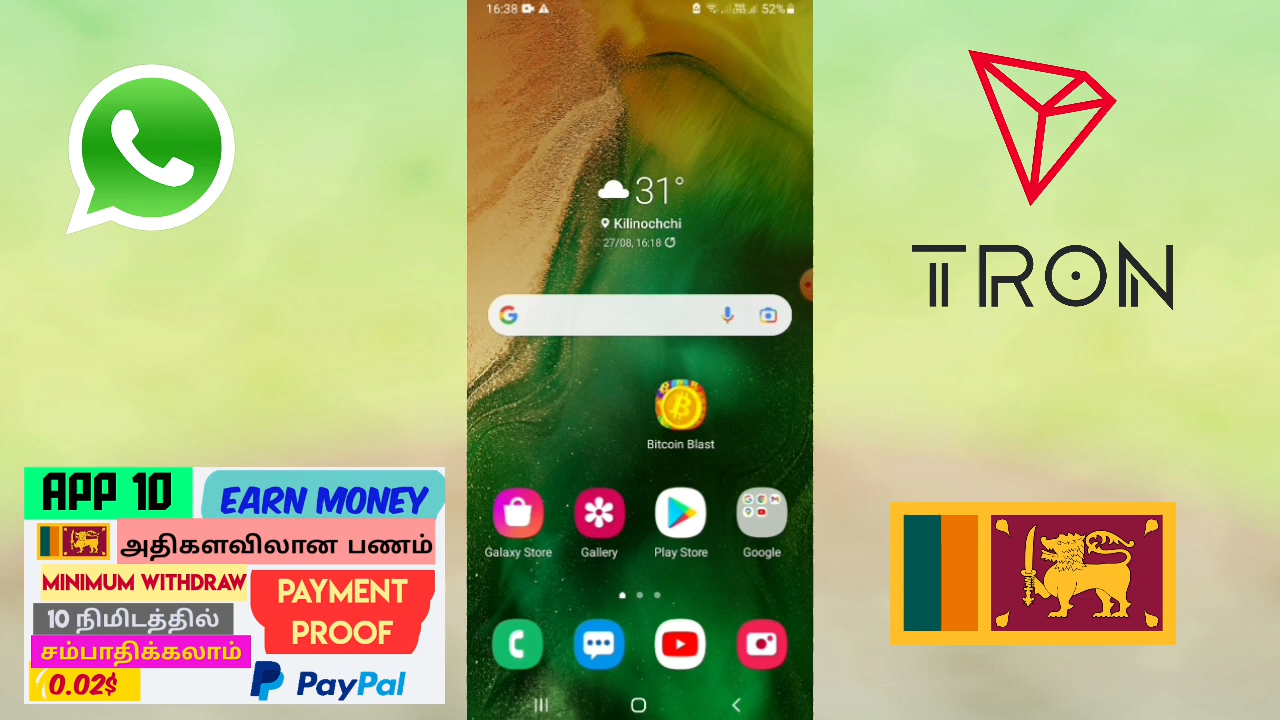 16:38
52%
31°
Kilinochchi
27/08, 16:18
Bitcoin Blast
Galaxy Store
Gallery
Play Store
Google
TRON
APP 10
EARN MONEY
அதிகளவிலான பணம்
MINIMUM WITHDRAW
10 நிமிடத்தில்
சம்பாதிக்கலாம்
0.02$
PAYMENT
PROOF
PayPal